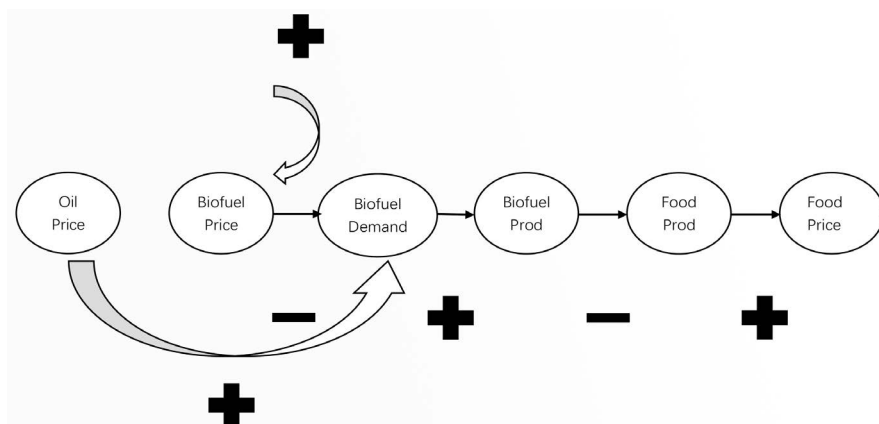 Oil
Price
Biofuel
Price
Biofuel
Demand
Biofuel
Prod
Food
Prod
Food
Price